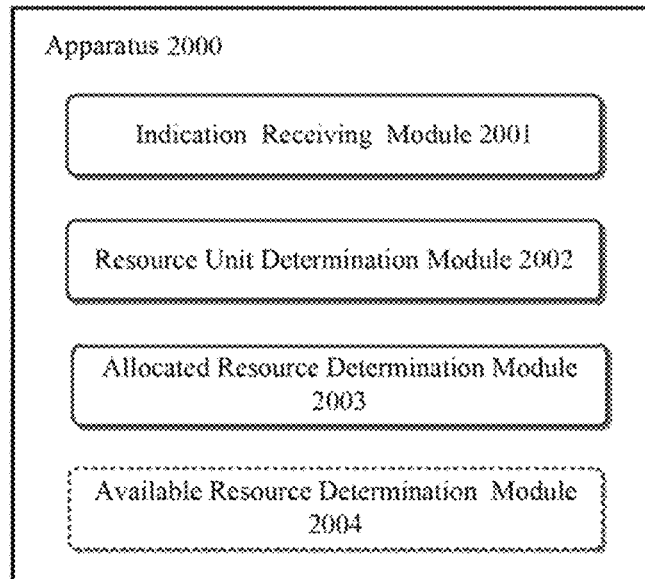 Apparatus 2000
Indication Receiving Module 2001
Resource Unit Determination Module 2002
Allocated Resource Determination Module
2003
Available Resource Determination Module
2004